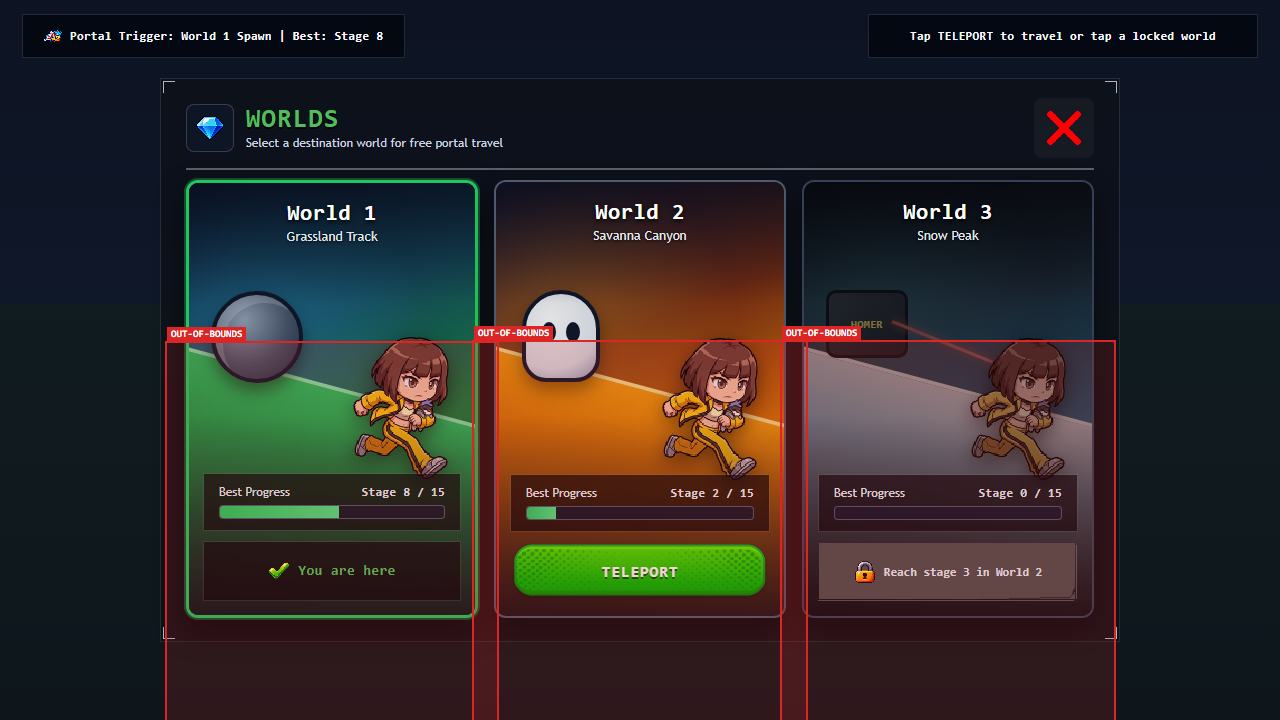 Portal Trigger: World 1 Spawn | Best: Stage 8
Tap TELEPORT to travel or tap a locked world
WORLDS
Select a destination world for free portal travel
World 1
Grassland Track
World 2
Savanna Canyon
World 3
Snow Peak
HOMER
OUT-OF-BOUNDS
OUT-OF-BOUNDS
OUT-OF-BOUNDS
Best Progress Stage 8 / 15
Best Progress Stage 2 / 15
Best Progress Stage 0 / 15
You are here
TELEPORT
Reach stage 3 in World 2